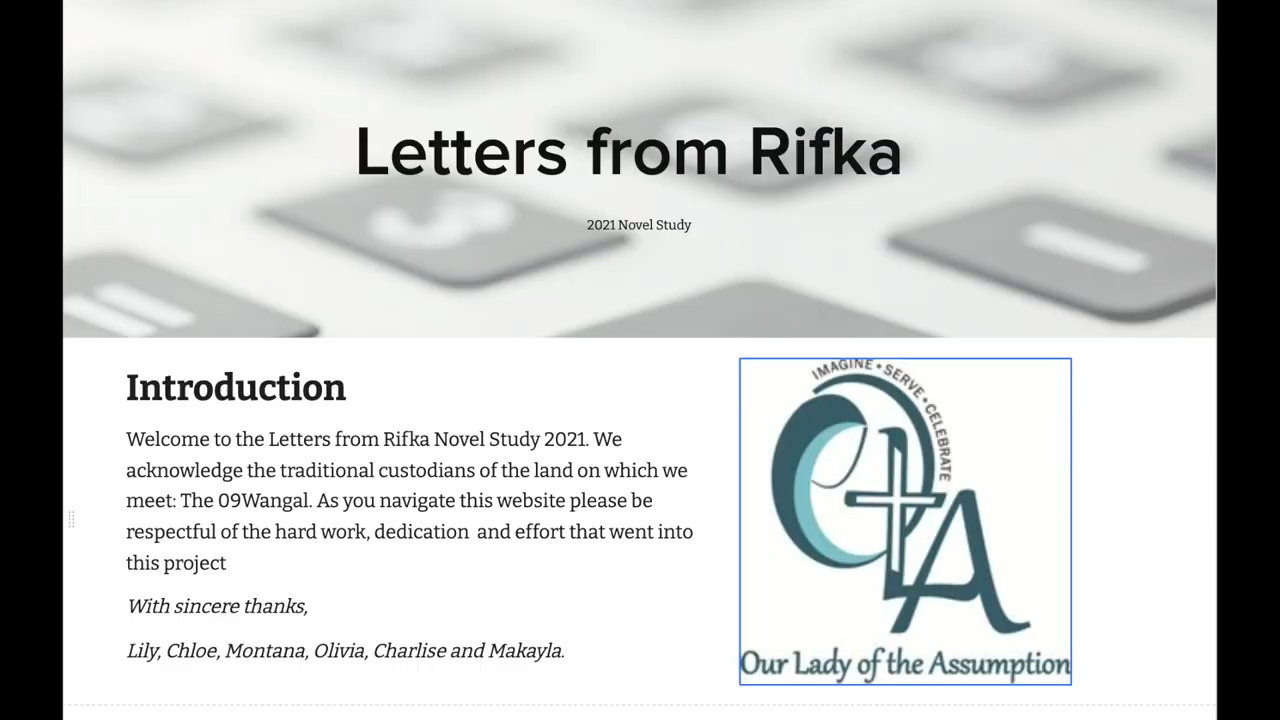 Letters from Rifka
2021 Novel Study
Introduction
Welcome to the Letters from Rifka Novel Study 2021. We
acknowledge the traditional custodians of the land on which we
meet: The 09Wangal. As you navigate this website please be
respectful of the hard work, dedication  and effort that went into
this project
With sincere thanks,
Lily, Chloe, Montana, Olivia, Charlise and Makayla.
IMAGINE • SERVE • CELEBRATE
OLA
Our Lady of the Assumption